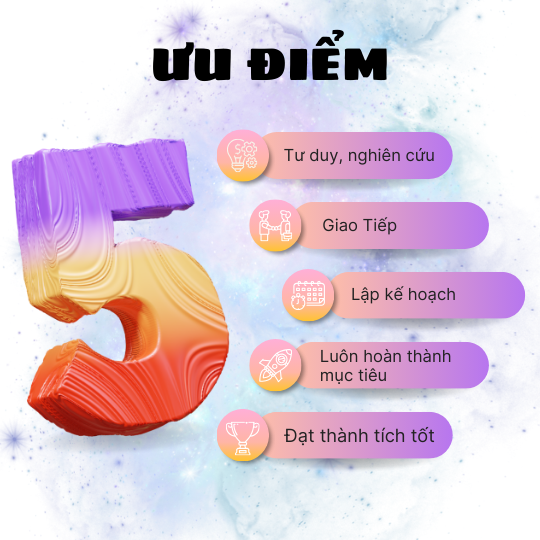 ƯU ĐIỂM
5
Tư duy, nghiên cứu
Giao Tiếp
Lập kế hoạch
Luôn hoàn thành
mục tiêu
Đạt thành tích tốt